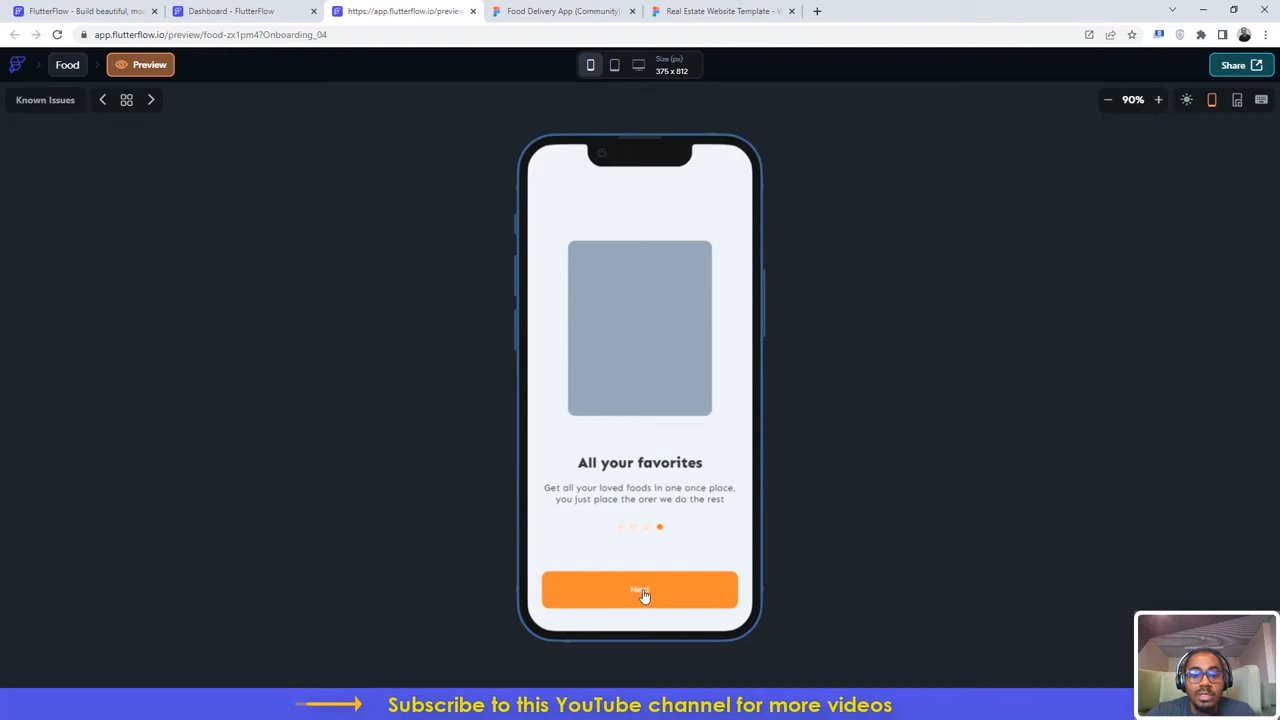 FlutterFlow - Build beautiful, mo
Dashboard - FlutterFlow
https://app.flutterflow.io/preview
Food Delivery App (Community)
Real Estate Website Template - W
app.flutterflow.io/preview/food-zx1pm4?Onboarding_04
Food
Preview
Size (px)
375 x 812
Share
Known Issues
90%
All your favorites
Get all your loved foods in one once place,
you just place the orer we do the rest
Next
Subscribe to this YouTube channel for more videos